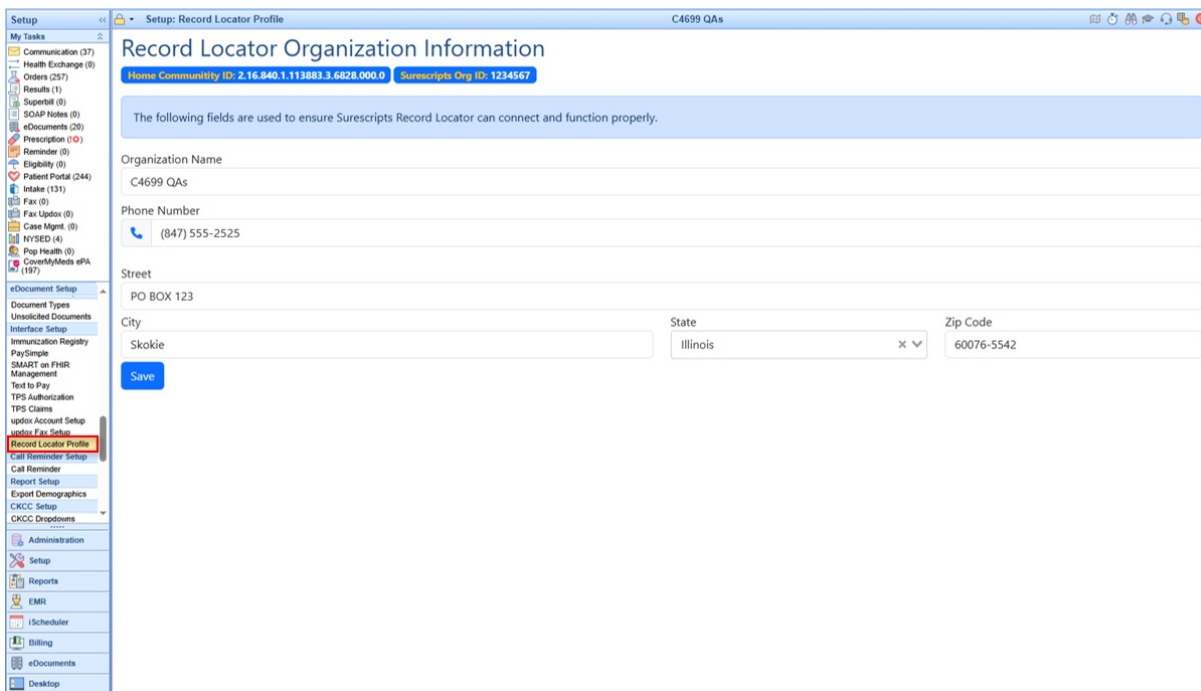 Setup
Setup: Record Locator Profile
C4699 QAs
My Tasks
Communication (37)
Health Exchange (0)
Orders (257)
Results (1)
Superbill (0)
SOAP Notes (0)
eDocuments (20)
Prescription (10)
Reminder (0)
Eligibility (0)
Patient Portal (244)
Intake (131)
Fax (0)
Fax Updox (0)
Case Mgmt. (0)
NYSED (4)
Pop Health (0)
CoverMyMeds ePA
(197)
eDocument Setup
Document Types
Unsolicited Documents
Interface Setup
Immunization Registry
PaySimple
SMART on FHIR
Management
Text to Pay
TPS Authorization
TPS Claims
updox Account Setup
updox Fax Setup
Record Locator Profile
Call Reminder Setup
Call Reminder
Report Setup
Export Demographics
CKCC Setup
CKCC Dropdowns
Administration
Setup
Reports
EMR
iScheduler
Billing
eDocuments
Desktop
Record Locator Organization Information
Home Communitity ID: 2.16.840.1.113883.3.6828.000.0 Surescripts Org ID: 1234567
The following fields are used to ensure Surescripts Record Locator can connect and function properly.
Organization Name
C4699 QAs
Phone Number
(847) 555-2525
Street
PO BOX 123
City State Zip Code
Skokie Illinois 60076-5542
Save